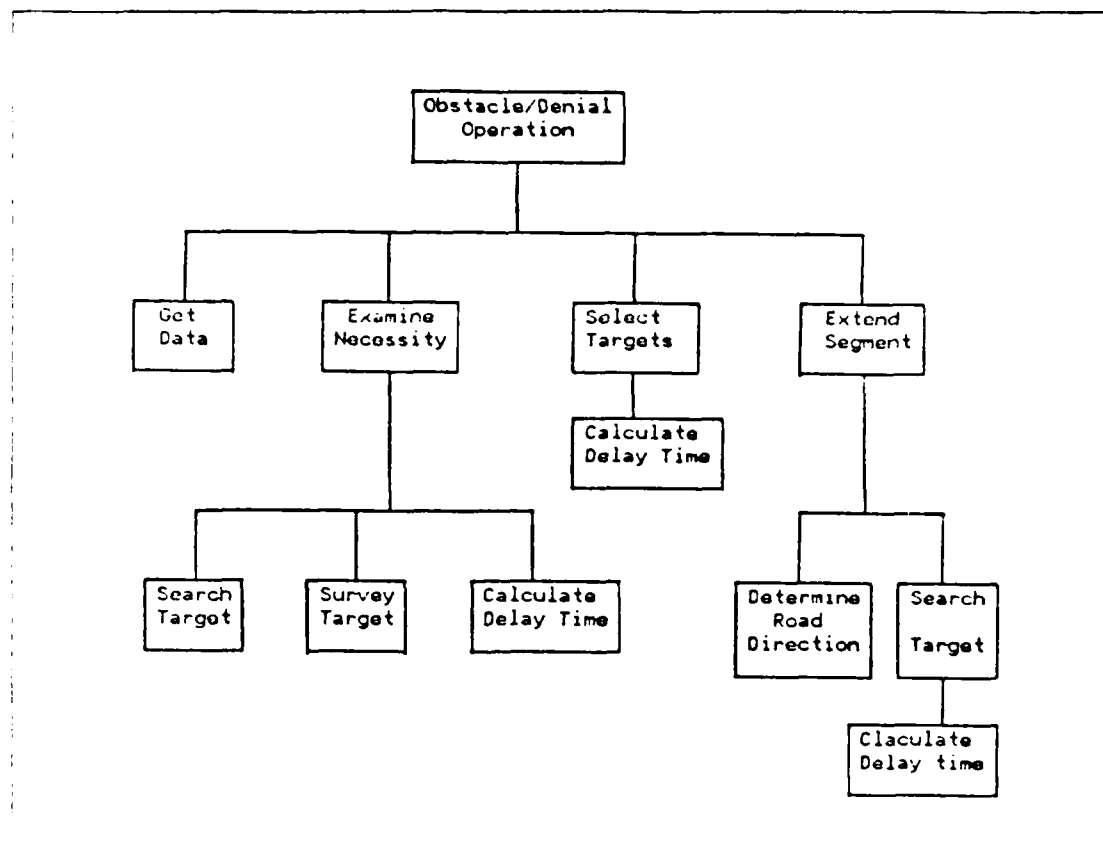 Obstacle/Denial
Operation
Get
Data
Examine
Necessity
Select
Targets
Extend
Segment
Calculate
Delay Time
Search
Target
Survey
Target
Calculate
Delay Time
Determine
Road
Direction
Search
Target
Claculate
Delay time